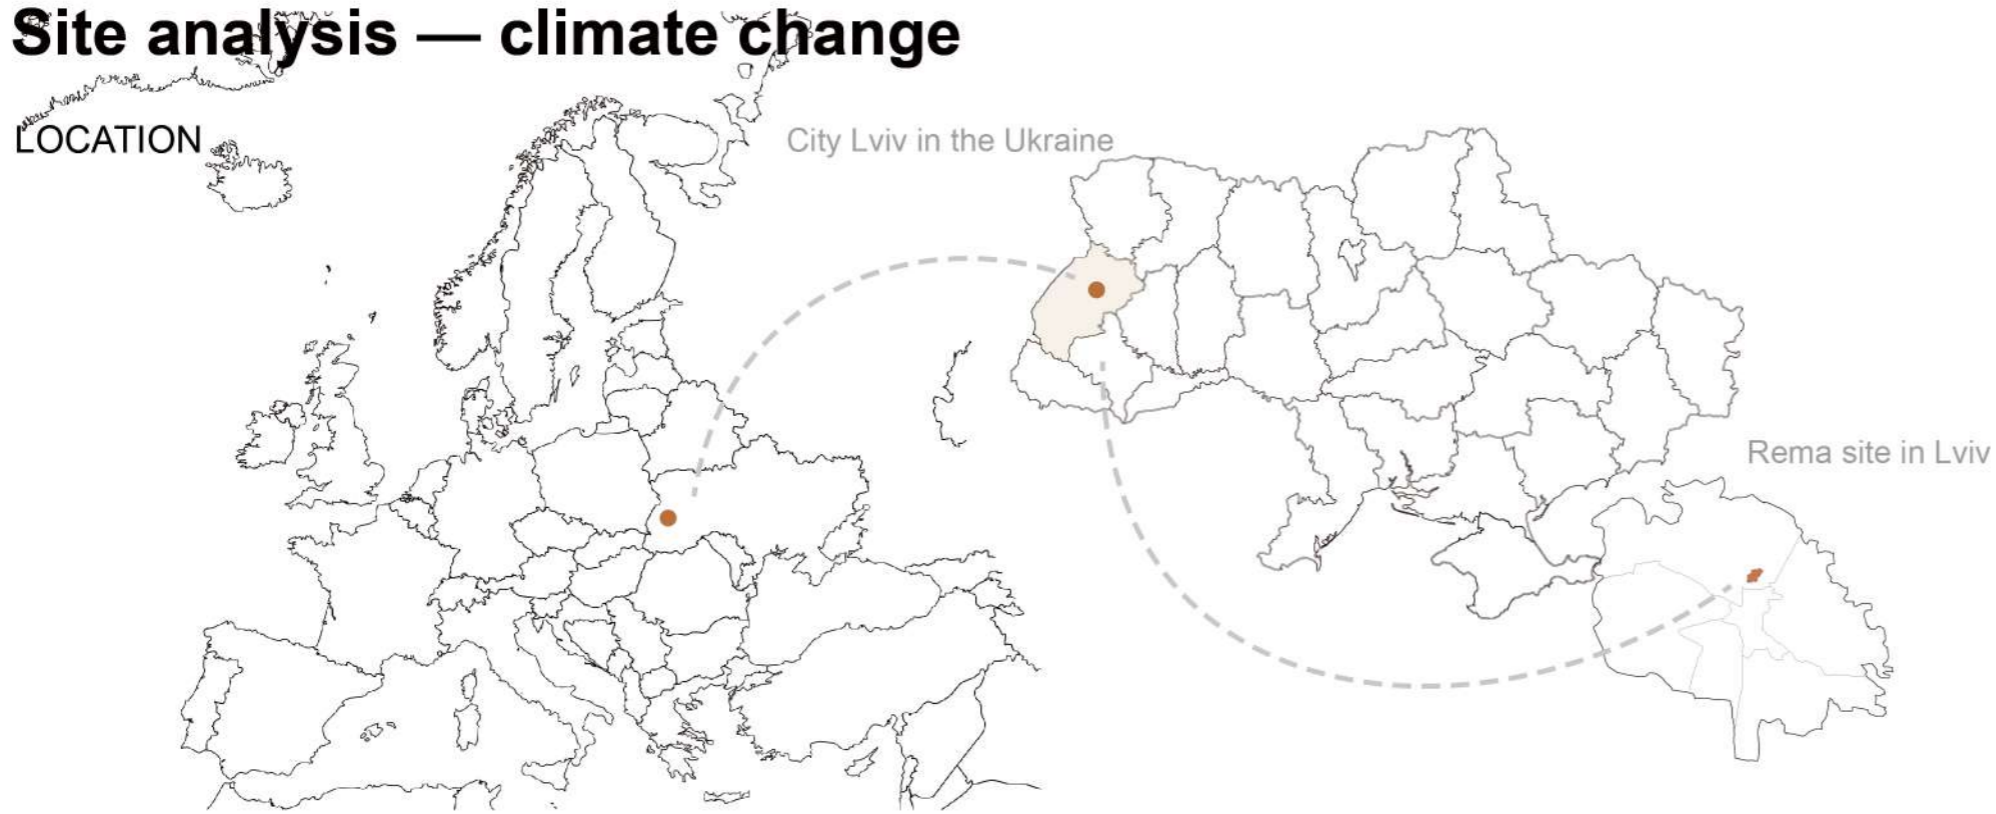 Site analysis — climate change
LOCATION
City Lviv in the Ukraine
Rema site in Lviv